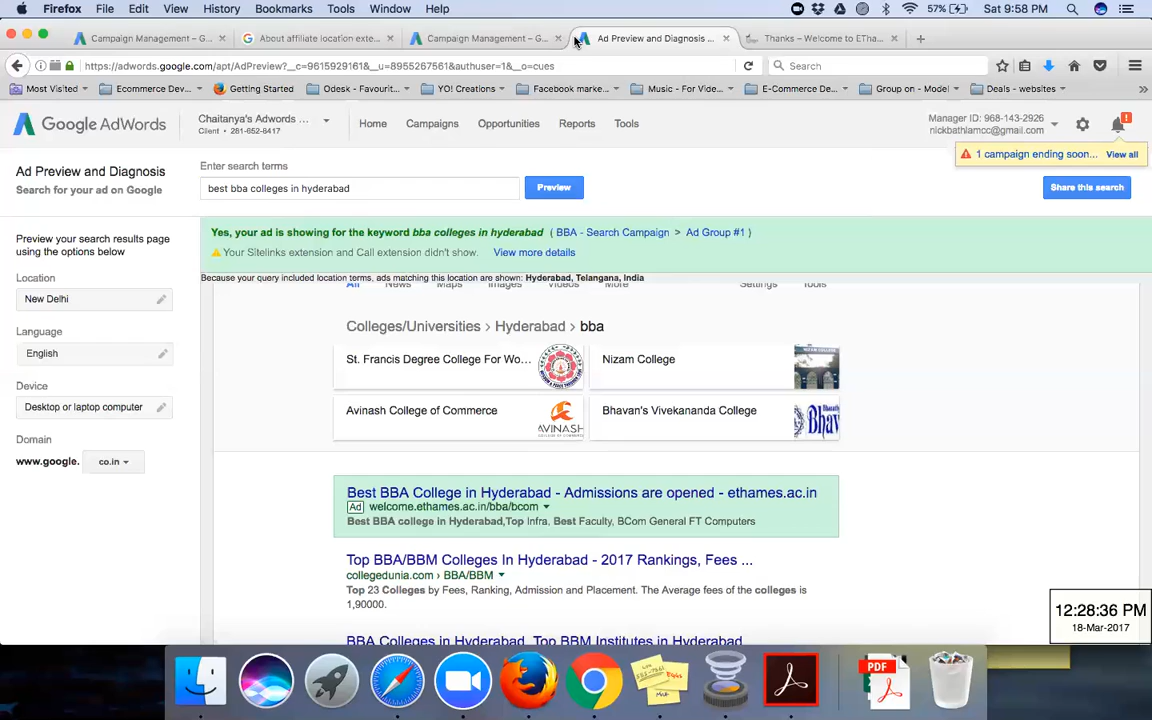 Firefox File Edit View History Bookmarks Tools Window Help 57% Sat 9:58 PM
Campaign Management – G... × About affiliate location exte... × Campaign Management – G... × Ad Preview and Diagnosis ... × Thanks – Welcome to ETha... ×
https://adwords.google.com/apt/AdPreview?__c=9615929161&__u=8955267561&authuser=1&__o=cues Search
Most Visited Ecommerce Dev... Getting Started Odesk - Favourit... YO! Creations Facebook marke... Music - For Vide... E-Commerce De... Group on - Model Deals - websites
Google AdWords
Chaitanya's Adwords ...
Client • 281-652-8417
Home Campaigns Opportunities Reports Tools
Manager ID: 968-143-2926
nickbathlamcc@gmail.com
1 campaign ending soon... View all
Ad Preview and Diagnosis
Search for your ad on Google
Enter search terms
best bba colleges in hyderabad Preview Share this search
Preview your search results page
using the options below
Location
New Delhi
Language
English
Device
Desktop or laptop computer
Domain
www.google. co.in
Yes, your ad is showing for the keyword bba colleges in hyderabad ( BBA - Search Campaign > Ad Group #1 )
Your Sitelinks extension and Call extension didn't show. View more details
Because your query included location terms, ads matching this location are shown: Hyderabad, Telangana, India
All News Maps Images Videos More Settings Tools
Colleges/Universities > Hyderabad > bba
St. Francis Degree College For Wo... Nizam College
Avinash College of Commerce Bhavan's Vivekananda College
AVINASH
Best BBA College in Hyderabad - Admissions are opened - ethames.ac.in
Ad welcome.ethames.ac.in/bba/bcom
Best BBA college in Hyderabad,Top Infra, Best Faculty, BCom General FT Computers
Top BBA/BBM Colleges In Hyderabad - 2017 Rankings, Fees ...
collegedunia.com › BBA/BBM
Top 23 Colleges by Fees, Ranking, Admission and Placement. The Average fees of the colleges is
1,90000.
BBA Colleges in Hyderabad, Top BBM Institutes in Hyderabad
12:28:36 PM
18-Mar-2017
PDF